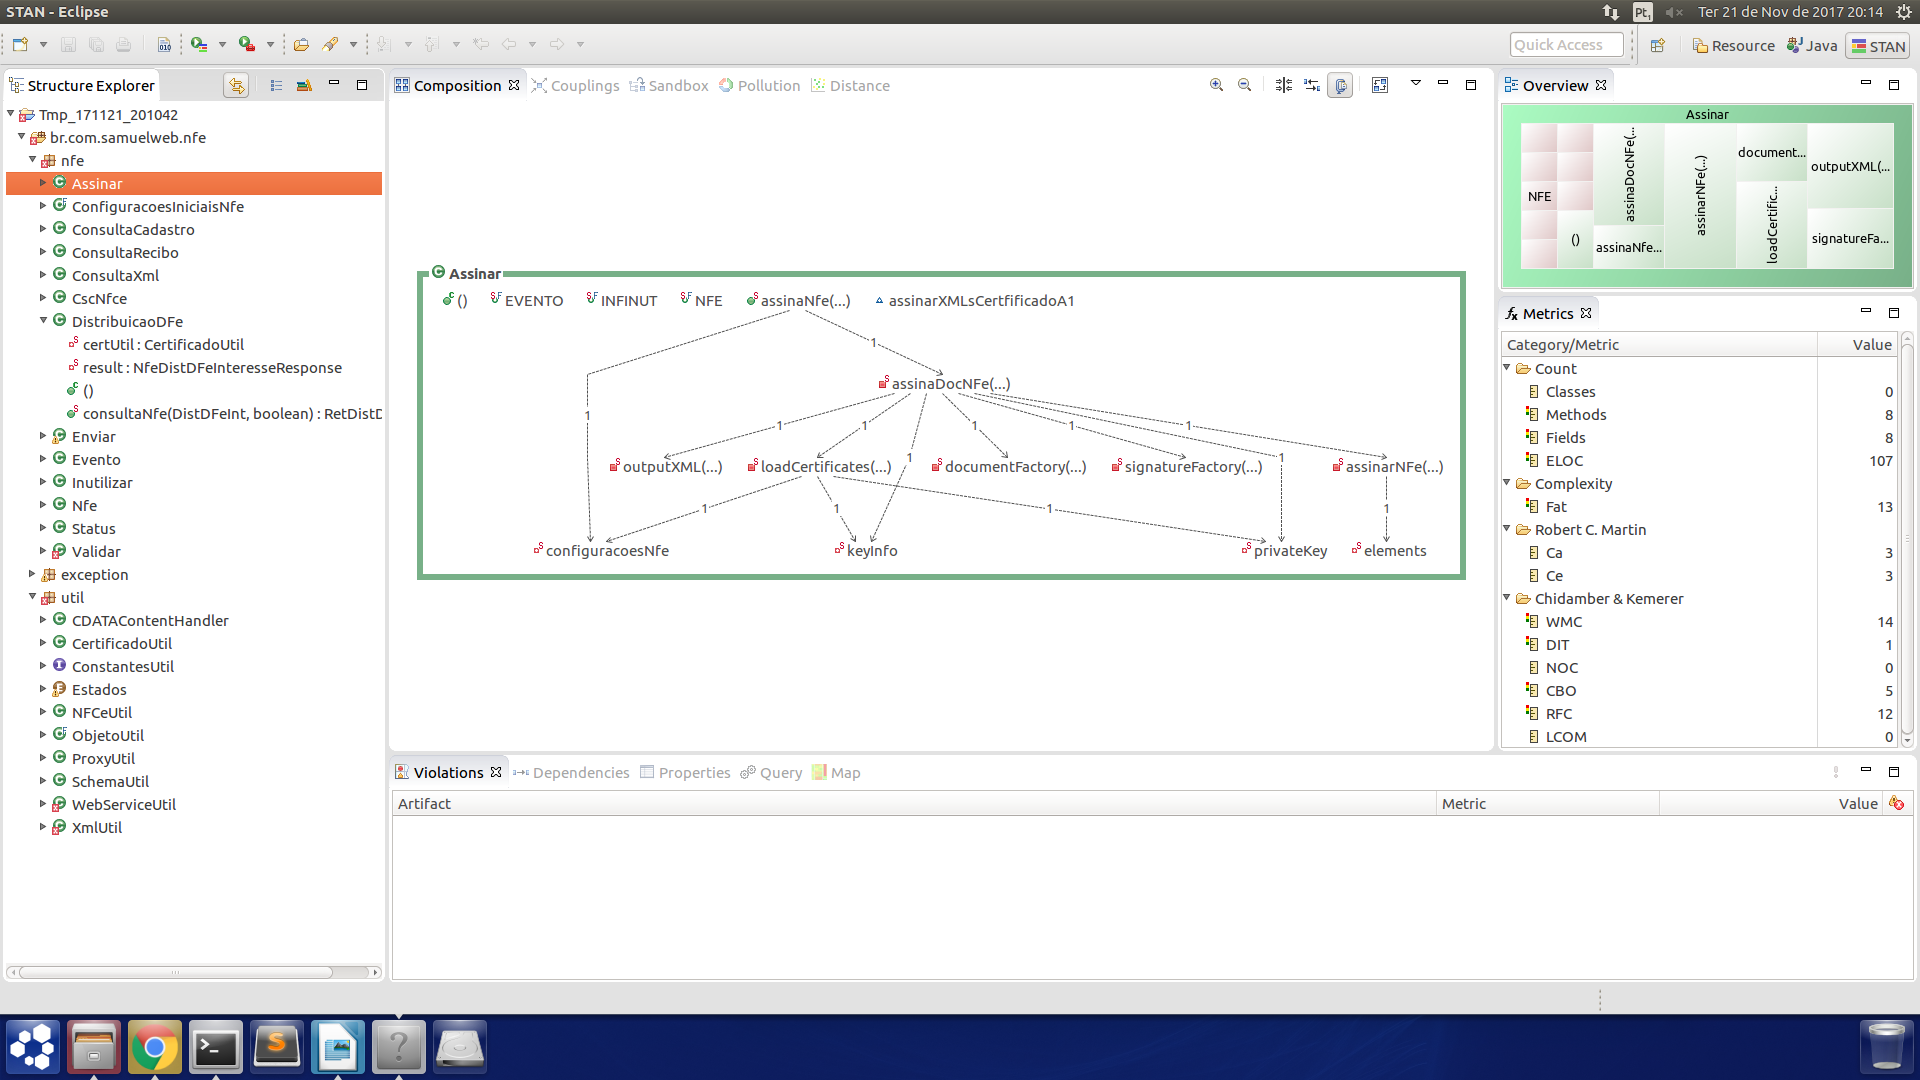 STAN - Eclipse
Pt1
Ter 21 de Nov de 2017 20:14
Quick Access
Resource
Java
STAN
Structure Explorer
Tmp_171121_201042
br.com.samuelweb.nfe
nfe
Assinar
ConfiguracoesIniciaisNfe
ConsultaCadastro
ConsultaRecibo
ConsultaXml
CscNfce
DistribuicaoDFe
certUtil : CertificadoUtil
result : NfeDistDFeInteresseResponse
()
consultaNfe(DistDFeInt, boolean) : RetDistD
Enviar
Evento
Inutilizar
Nfe
Status
Validar
exception
util
CDATAContentHandler
CertificadoUtil
ConstantesUtil
Estados
NFCeUtil
ObjetoUtil
ProxyUtil
SchemaUtil
WebServiceUtil
XmlUtil
Composition
Couplings
Sandbox
Pollution
Distance
Assinar
() EVENTO INFINUT NFE assinaNfe(...) assinarXMLsCertfificadoA1
1
assinaDocNFe(...)
1
1 1 1 1 1
1 1
outputXML(...) loadCertificates(...) documentFactory(...) signatureFactory(...) assinarNFe(...)
1 1 1 1
configuracoesNfe keyInfo privateKey elements
Overview
Assinar
NFE
()
assinaDocNFe(...
assinaNfe...
assinarNFe(...)
document...
loadCertific...
outputXML(...
signatureFa...
Metrics
Category/Metric Value
Count
Classes 0
Methods 8
Fields 8
ELOC 107
Complexity
Fat 13
Robert C. Martin
Ca 3
Ce 3
Chidamber & Kemerer
WMC 14
DIT 1
NOC 0
CBO 5
RFC 12
LCOM 0
Violations
Dependencies
Properties
Query
Map
Artifact Metric Value